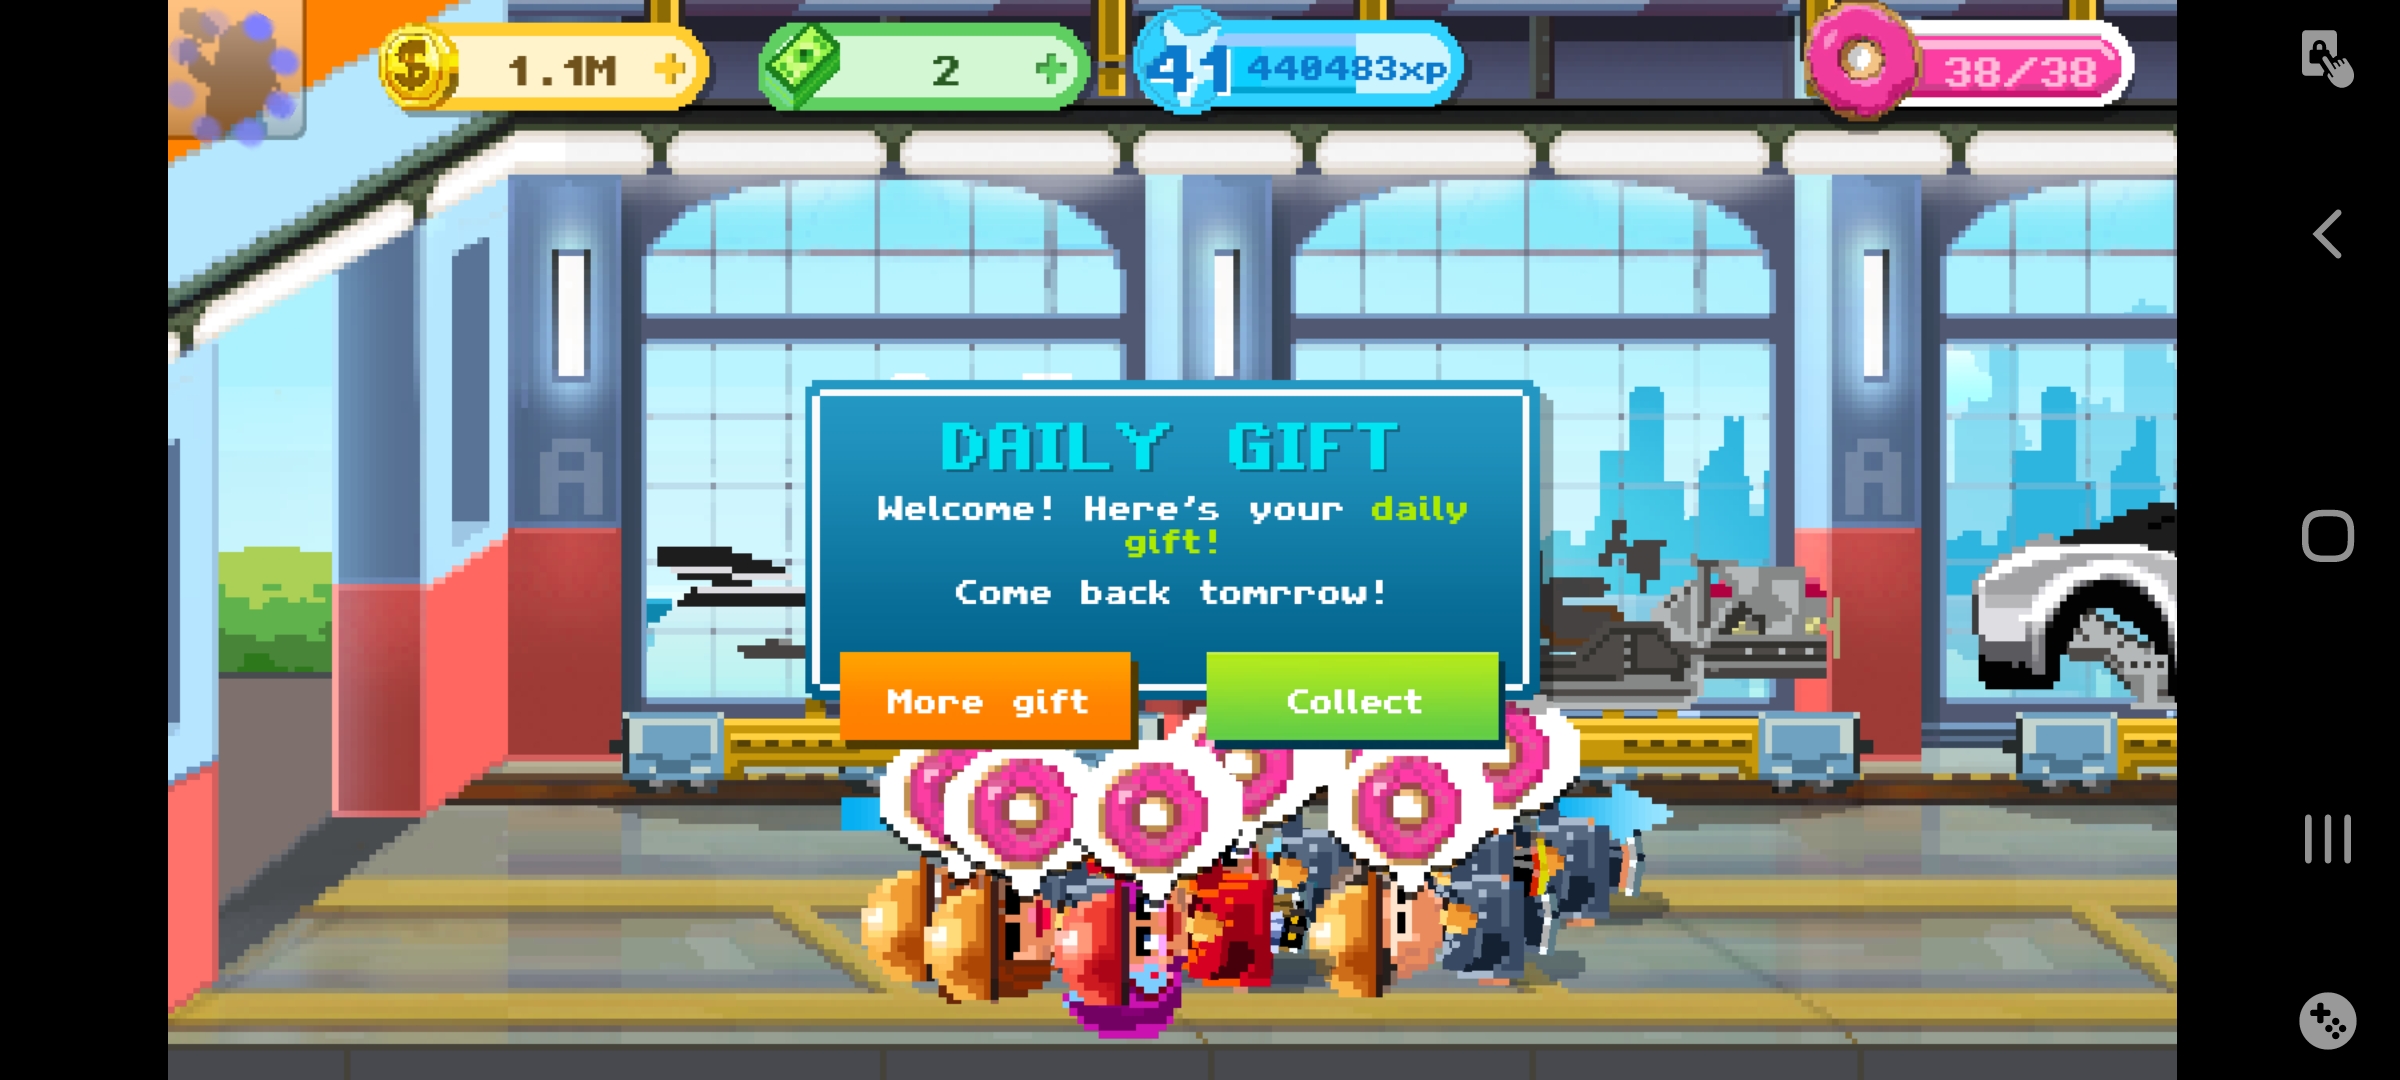 1.1M
2
41 440483xp
38/38
A A
DAILY GIFT
Welcome! Here's your daily
gift!
Come back tomrrow!
More gift
Collect